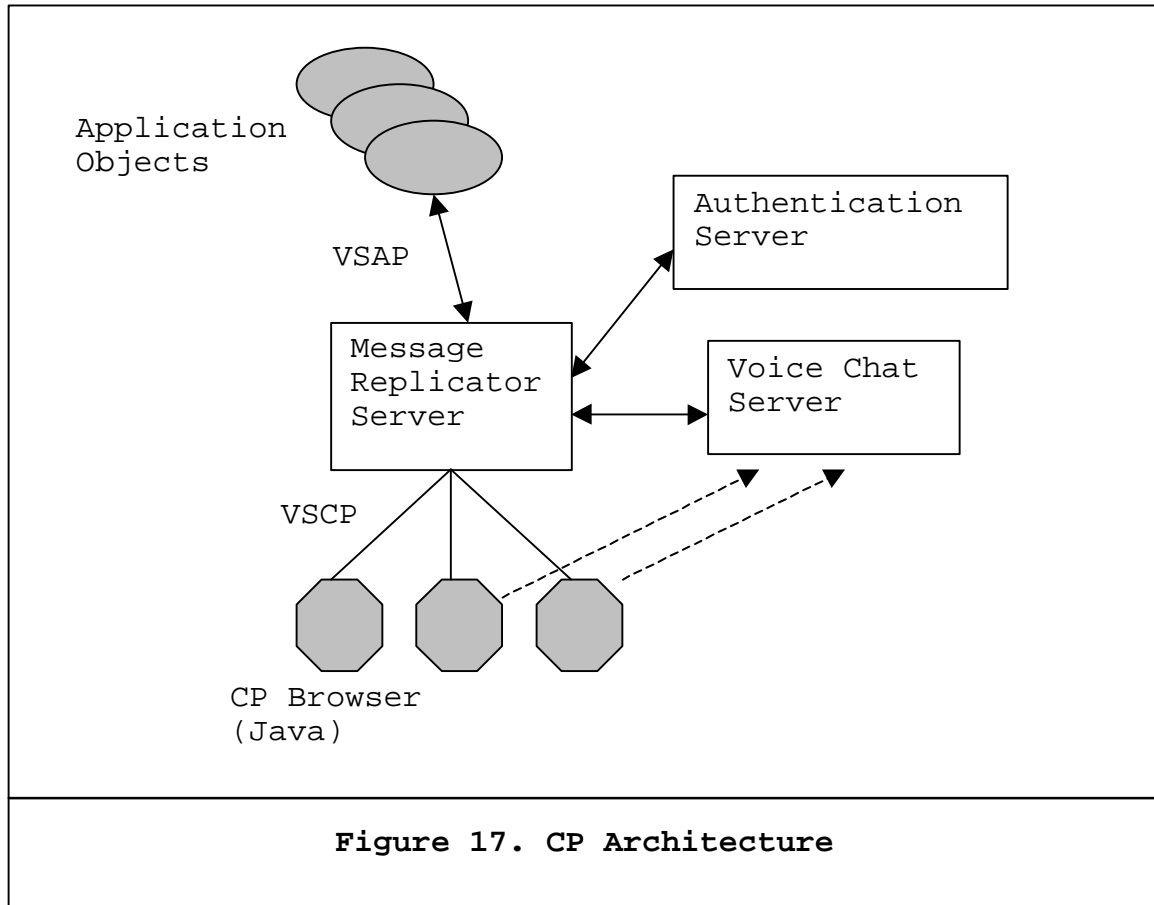 Application
Objects
Authentication
Server
VSAP
Message
Replicator
Server
Voice Chat
Server
VSCP
CP Browser
(Java)
Figure 17. CP Architecture